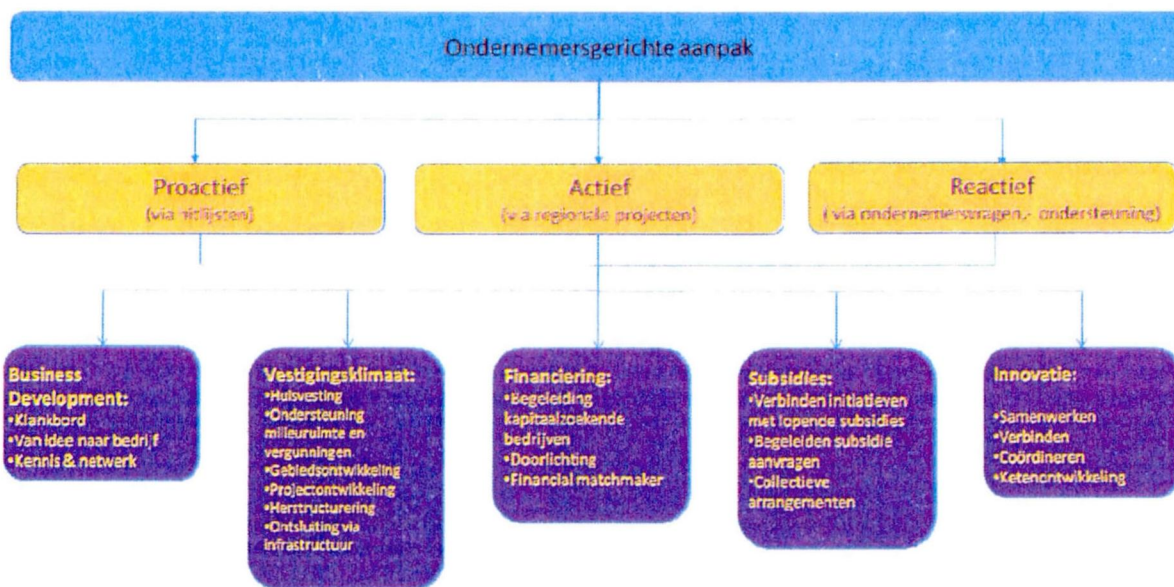 Ondernemersgerichte aanpak
Proactief
(via hitlijsten)
Actief
(via regionale projecten)
Reactief
( via ondernemersvragen - ondersteuning)
Business
Development:
•Klankbord
•Van idee naar bedrijf
•Kennis & netwerk
Vestigingsklimaat:
•Huisvesting
•Ondersteuning
milieuruimte en
vergunningen
•Gebiedsontwikkeling
•Projectontwikkeling
•Herstructurering
•Ontsluiting via
infrastructuur
Financiering:
•Begeleiding
kapitaalzoekende
bedrijven
•Doorlichting
•Financial matchmaker
Subsidies:
•Verbinden initiatieven
met lopende subsidies
•Begeleiden subsidie
aanvragen
•Collectieve
arrangementen
Innovatie:
•Samenwerken
•Verbinden
•Coördineren
•Ketenontwikkeling